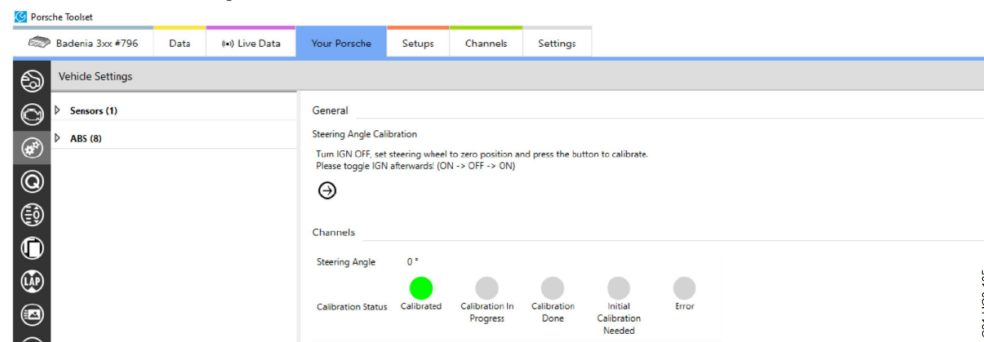 Porsche Toolset
Badenia 3xx #796
Data
Live Data
Your Porsche
Setups
Channels
Settings
Vehicle Settings
Sensors (1)
ABS (8)
General
Steering Angle Calibration
Turn IGN OFF, set steering wheel to zero position and press the button to calibrate.
Please toggle IGN afterwards! (ON -> OFF -> ON)
Channels
Steering Angle 0 °
Calibration Status
Calibrated
Calibration In
Progress
Calibration
Done
Initial
Calibration
Needed
Error
LAP